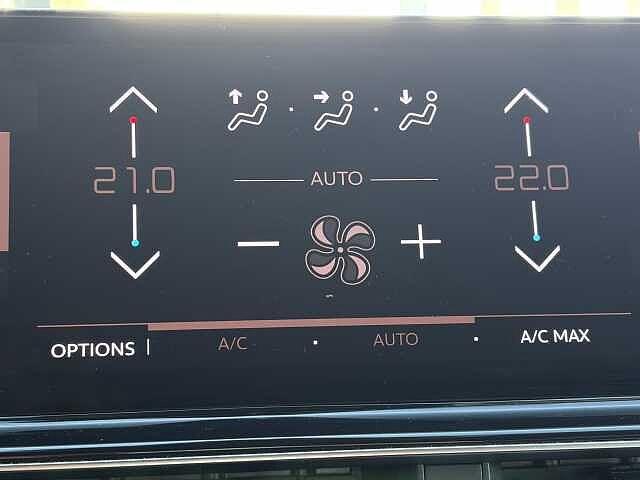 AUTO
21.0
22.0
OPTIONS | A/C · AUTO · A/C MAX